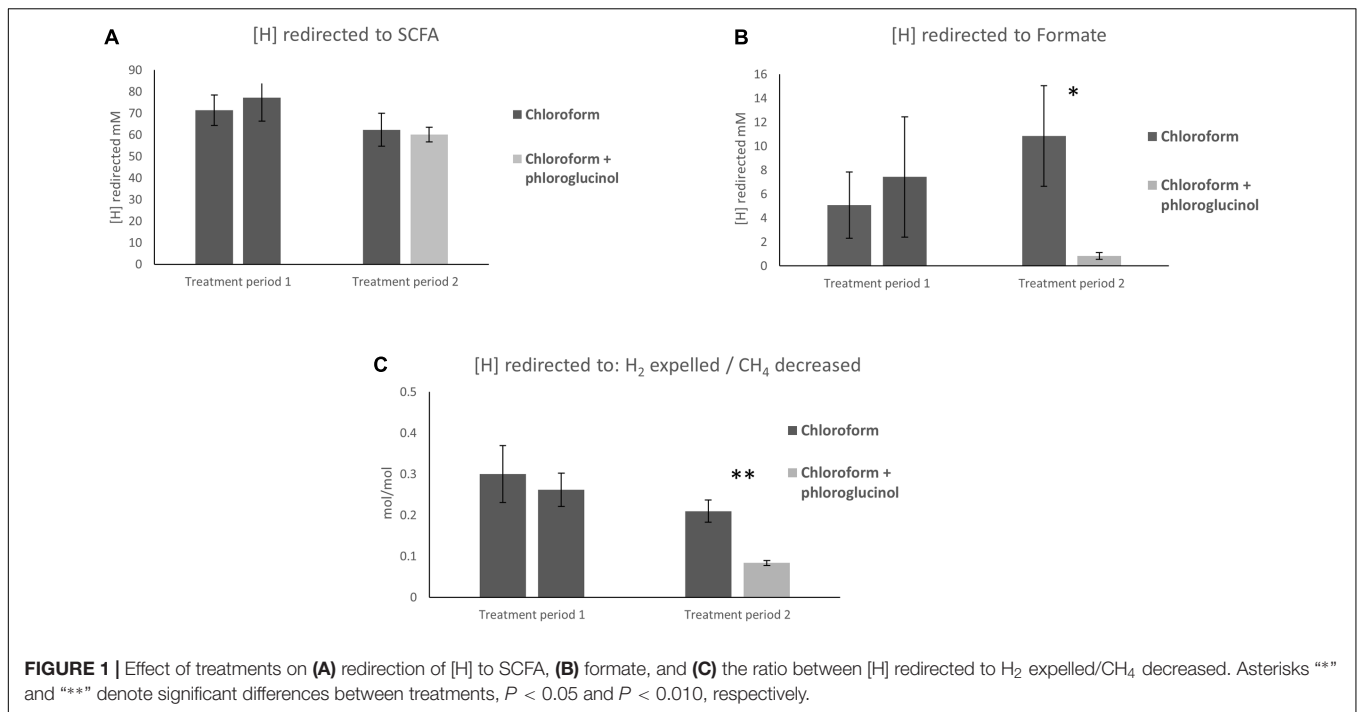 A
[H] redirected to SCFA
[H] redirected mM
90
80
70
60
50
40
30
20
10
0
Treatment period 1
Treatment period 2
Chloroform
Chloroform +
phloroglucinol
B
[H] redirected to Formate
[H] redirected mM
16
14
12
10
8
6
4
2
0
*
Treatment period 1
Treatment period 2
Chloroform
Chloroform +
phloroglucinol
C
[H] redirected to: H₂ expelled / CH₄ decreased
mol/mol
0.5
0.4
0.3
0.2
0.1
0
**
Treatment period 1
Treatment period 2
Chloroform
Chloroform +
phloroglucinol
FIGURE 1 | Effect of treatments on (A) redirection of [H] to SCFA, (B) formate, and (C) the ratio between [H] redirected to H₂ expelled/CH₄ decreased. Asterisks “*”
and “**” denote significant differences between treatments, P < 0.05 and P < 0.010, respectively.